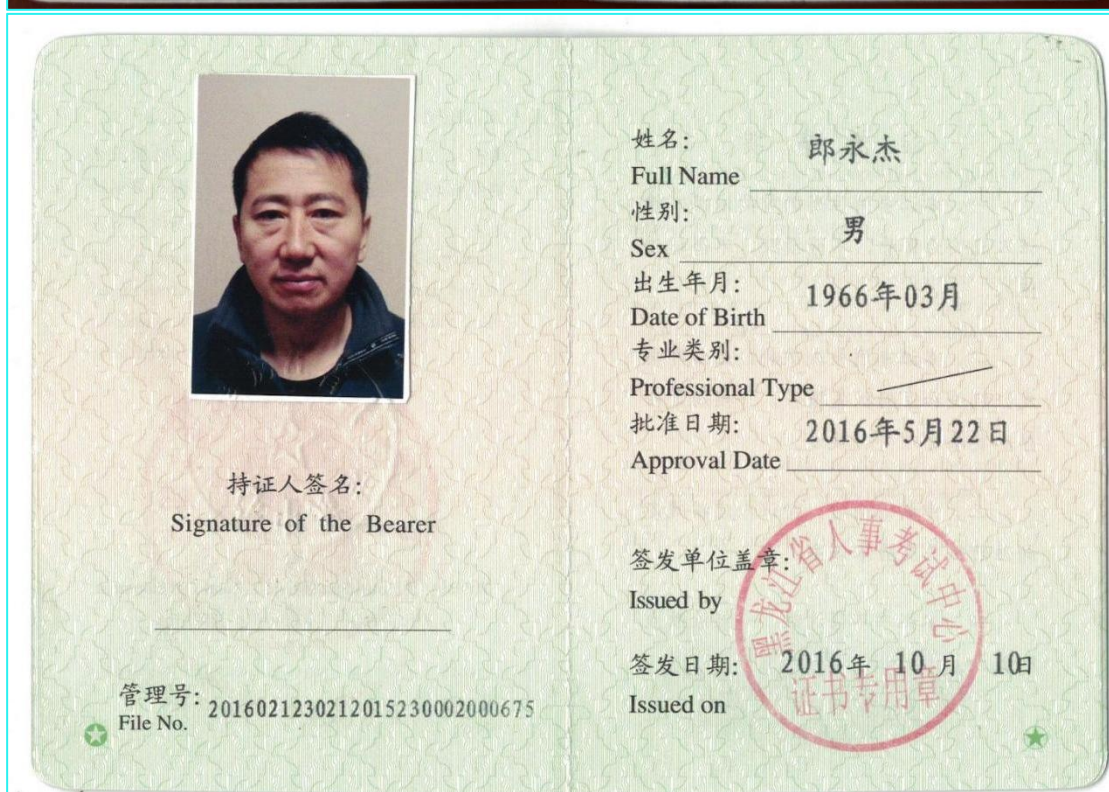 持证人签名:
Signature of the Bearer
管理号:
File No.
2016021230212015230002000675
姓名:
郎永杰
Full Name
性别:
男
Sex
出生年月:
1966年03月
Date of Birth
专业类别:
Professional Type
批准日期:
2016年5月22日
Approval Date
签发单位盖章:
Issued by
黑龙江省人事考试中心
证书专用章
签发日期:
2016年 10月 10日
Issued on